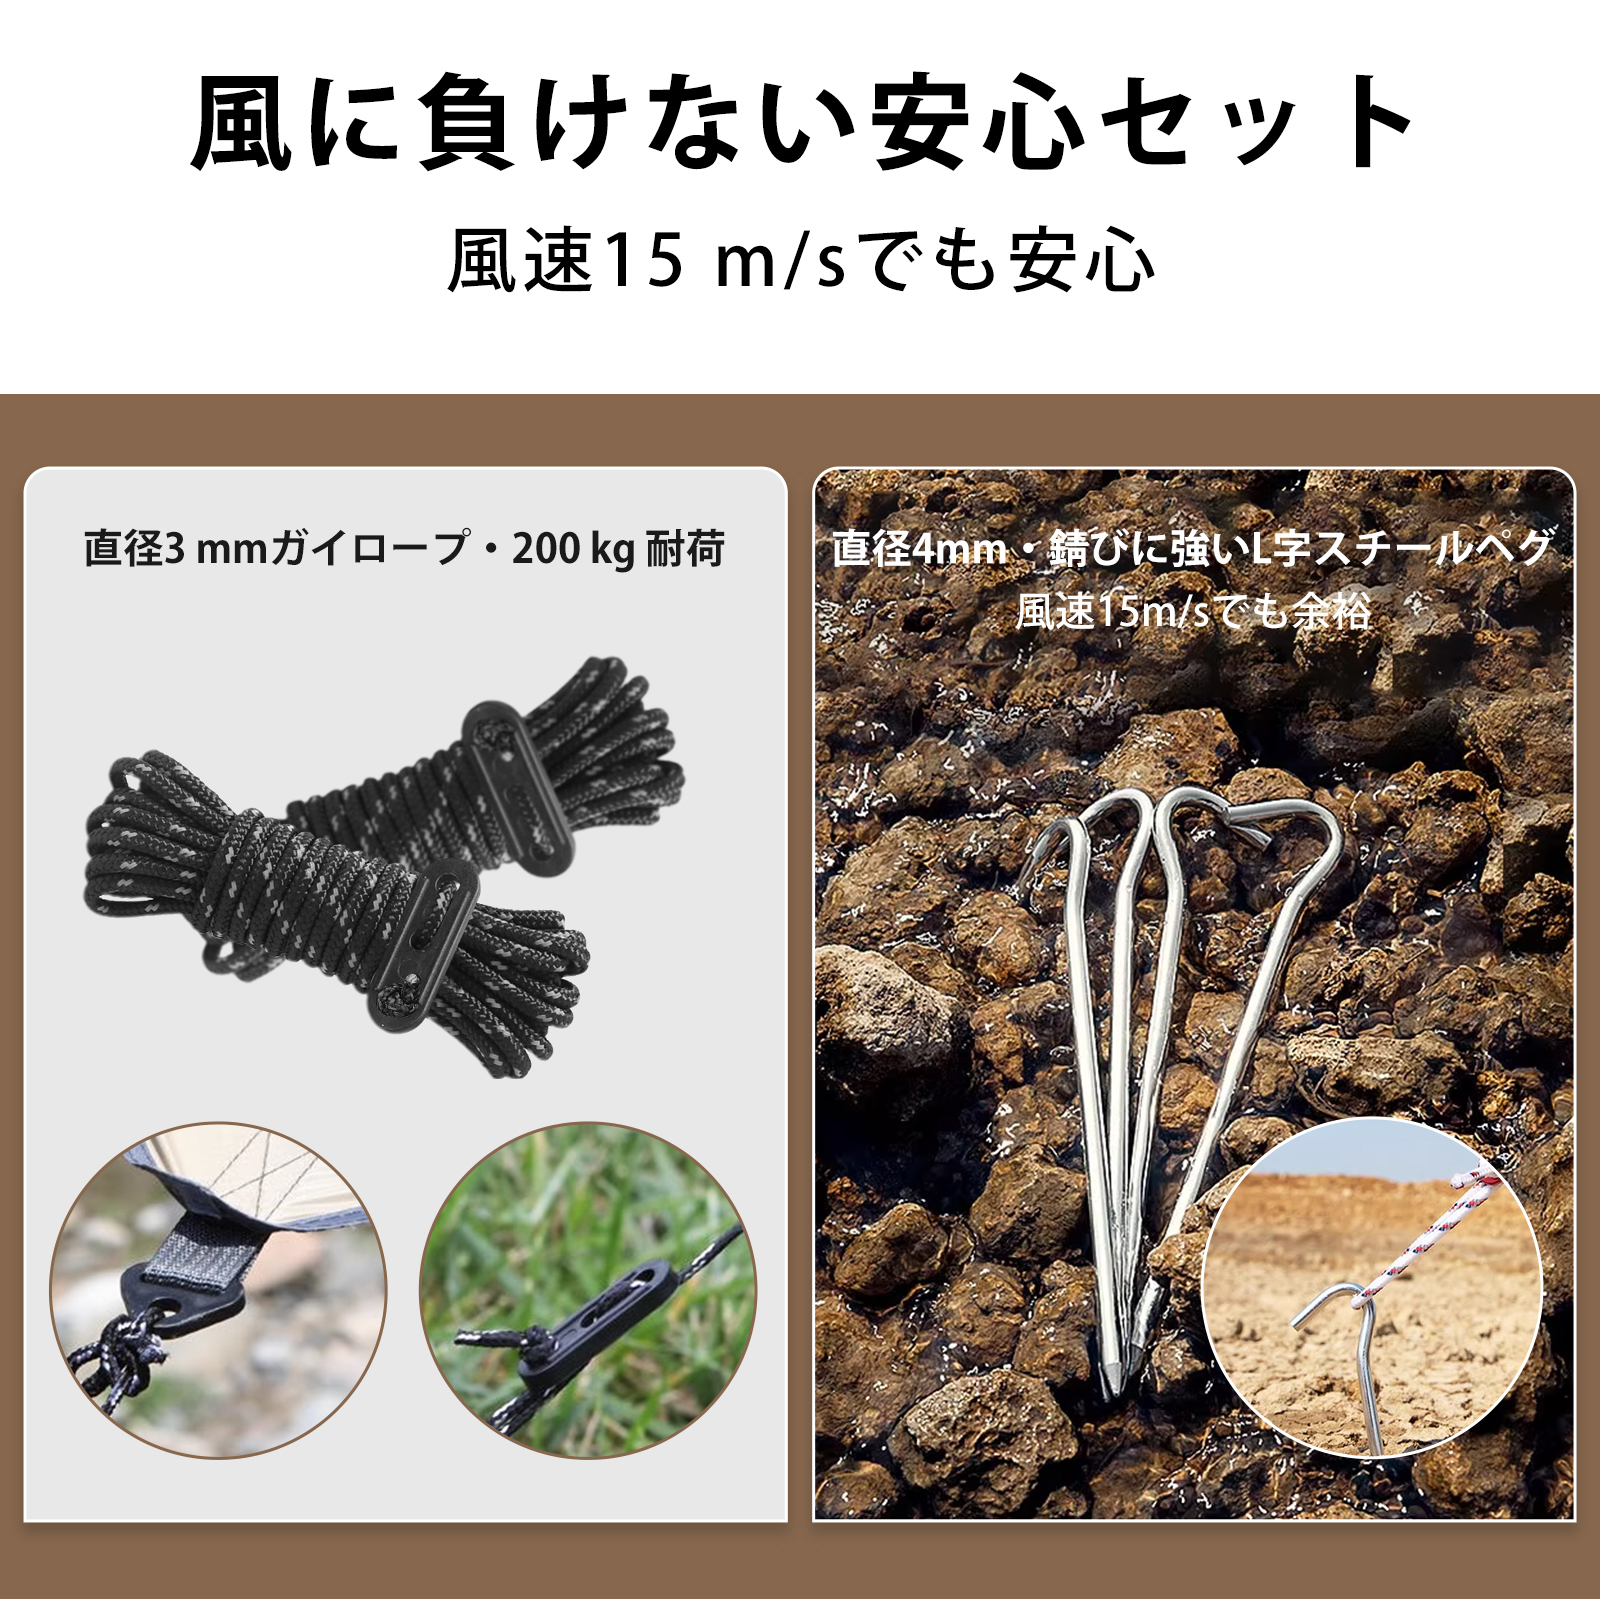 風に負けない安心セット
風速15 m/sでも安心
直径3 mmガイロープ・200 kg 耐荷
直径4mm・錆びに強いL字スチールペグ
風速15m/sでも余裕